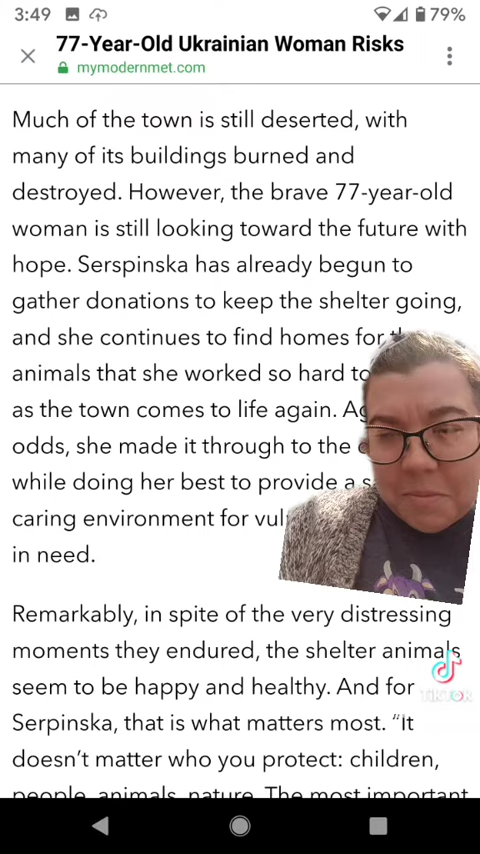 3:49
79%
77-Year-Old Ukrainian Woman Risks
mymodernmet.com
Much of the town is still deserted, with
many of its buildings burned and
destroyed. However, the brave 77-year-old
woman is still looking toward the future with
hope. Serspinska has already begun to
gather donations to keep the shelter going,
and she continues to find homes for
animals that she worked so hard to
as the town comes to life again.
odds, she made it through to the
while doing her best to provide a
caring environment for
in need.
Remarkably, in spite of the very distressing
moments they endured, the shelter animals
seem to be happy and healthy. And for
Serpinska, that is what matters most. “It
doesn’t matter who you protect: children,
people, animals, nature. The most important
TikTok